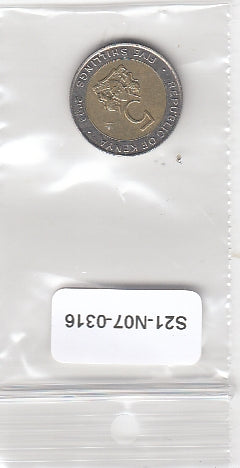 REPUBLIC OF KENYA
5
FIVE SHILLINGS
S21-N07-0316